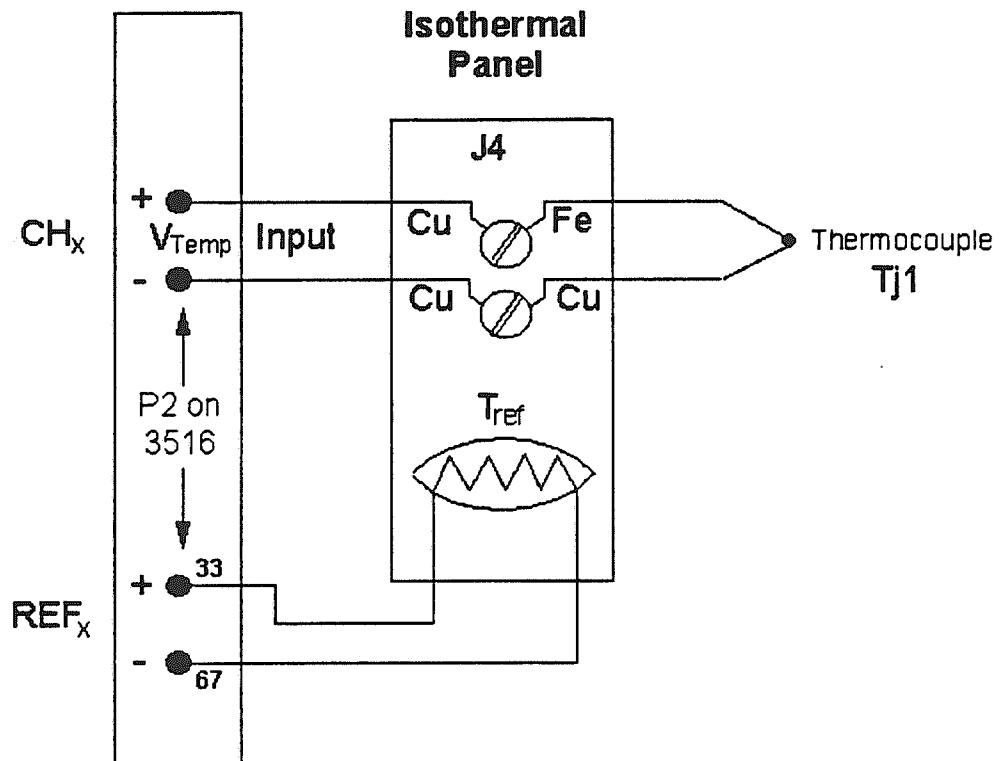 Isothermal
Panel
J4
+
CHx
VTemp
Input
Cu
Fe
-
Cu
Cu
Thermocouple
Tj1
P2 on
3516
Tref
+
33
REFx
-
67